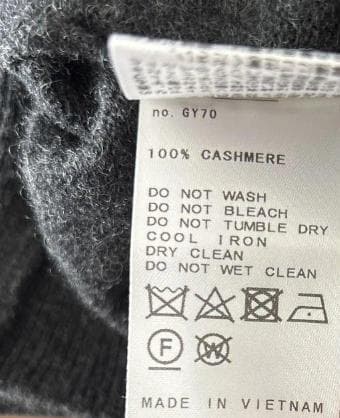 no. GY70
100% CASHMERE
DO NOT WASH
DO NOT BLEACH
DO NOT TUMBLE DRY
COOL IRON
DRY CLEAN
DO NOT WET CLEAN
F W
MADE IN VIETNAM